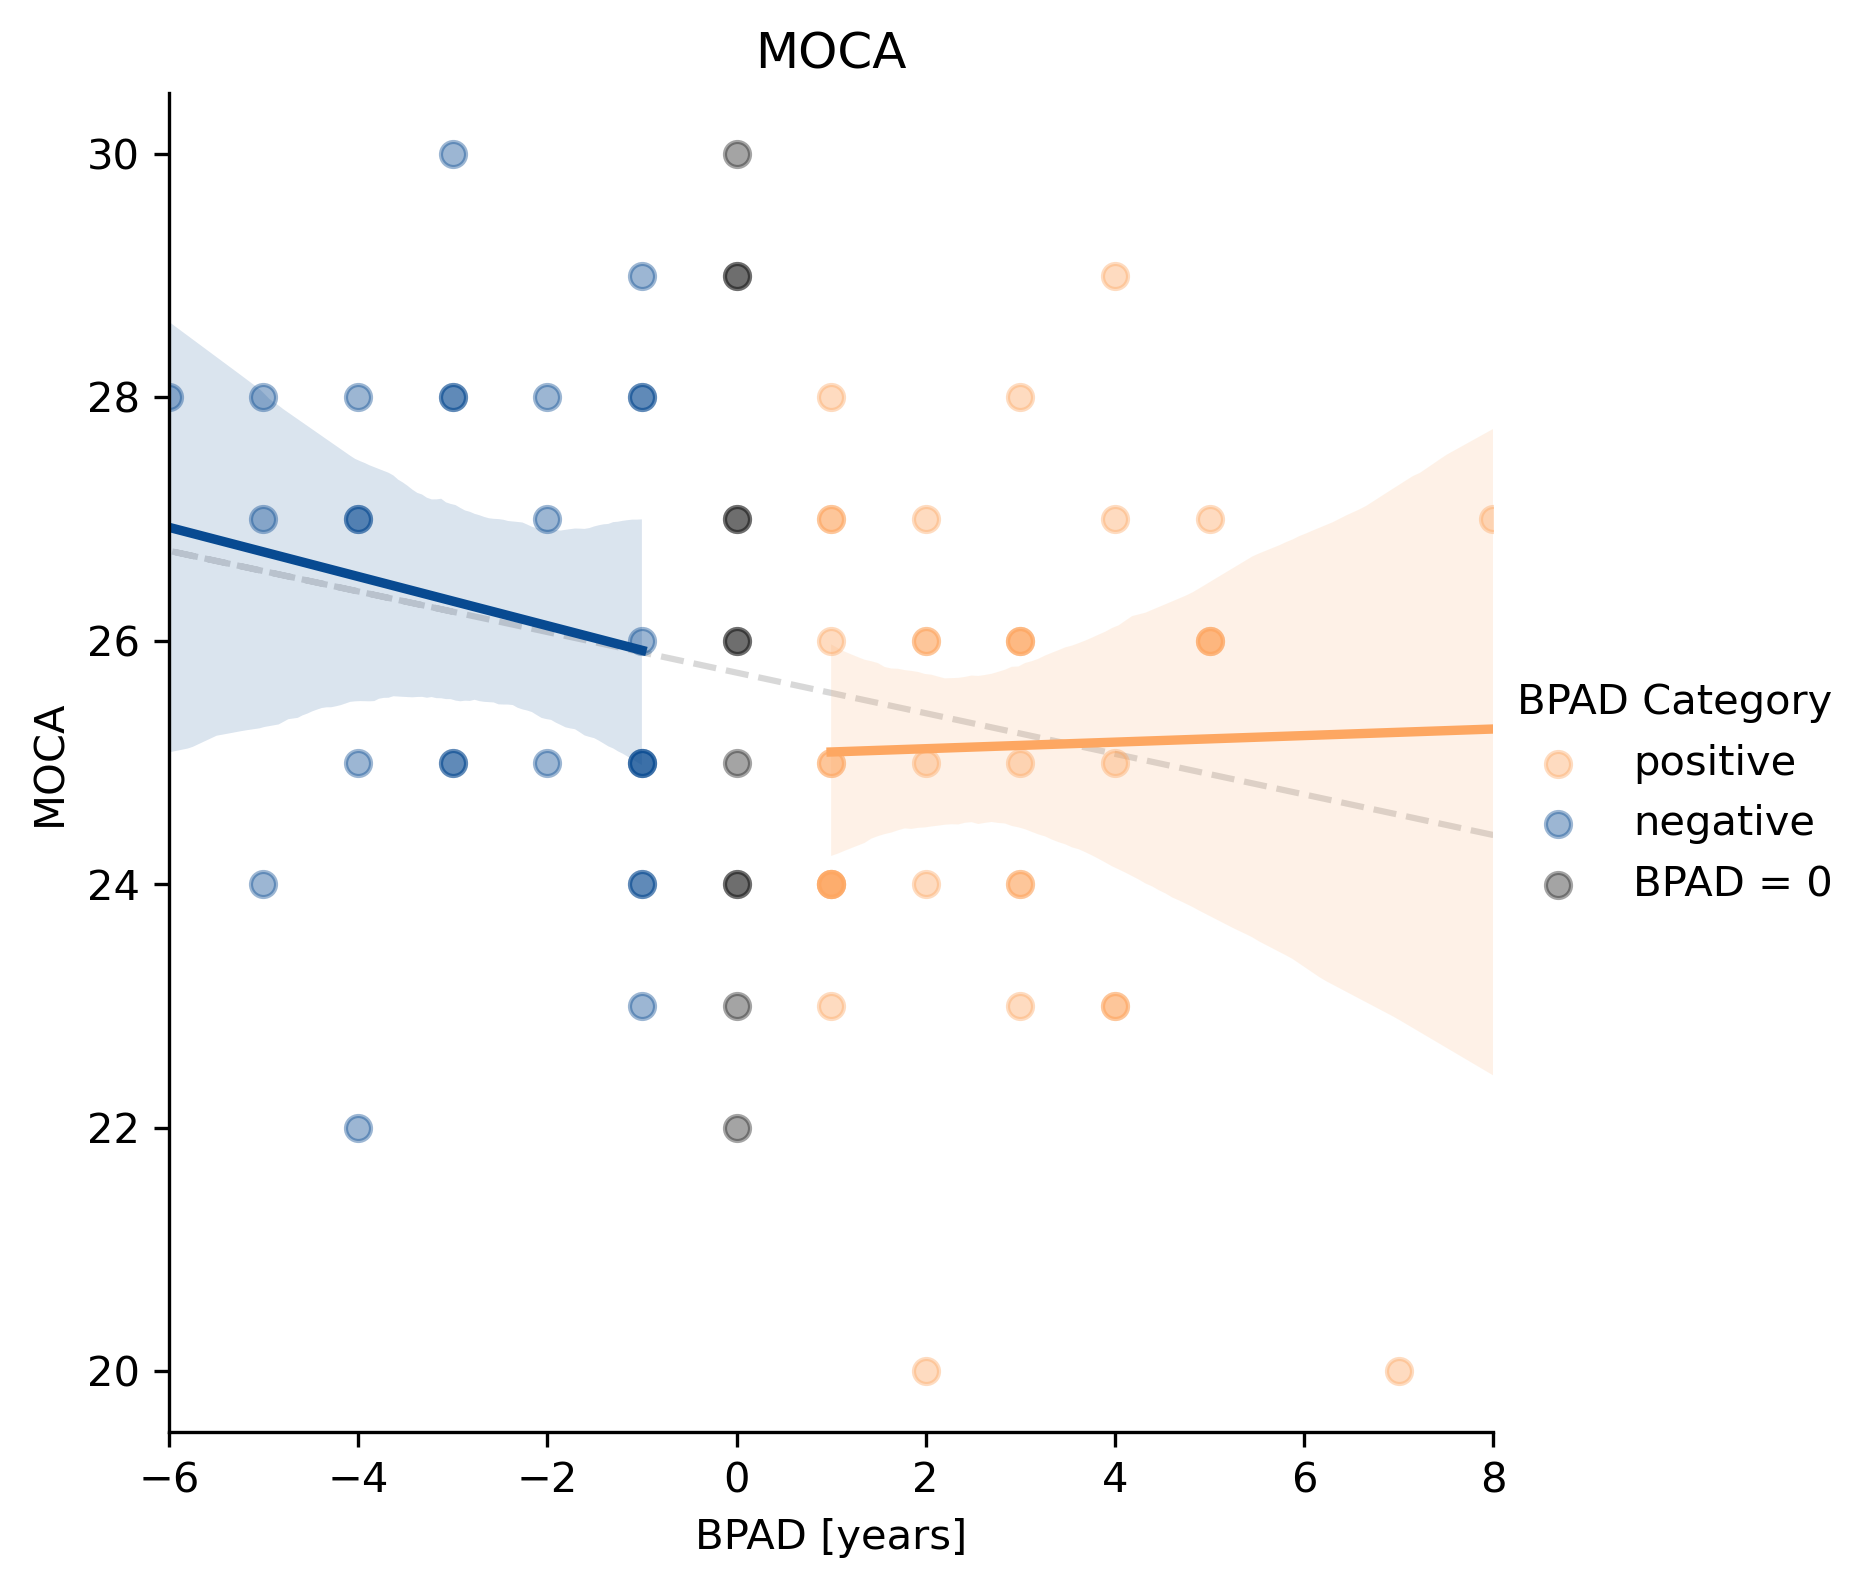 MOCA
30
28
26
24
22
20
MOCA
−6
−4
−2
0
2
4
6
8
BPAD [years]
BPAD Category
positive
negative
BPAD = 0